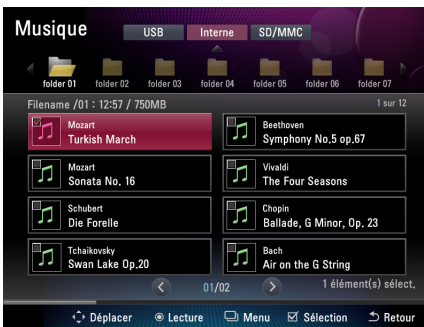 Musique
USB Interne SD/MMC
folder 01 folder 02 folder 03 folder 04 folder 05 folder 06 folder 07
Filename /01 : 12:57 / 750MB 1 sur 12
Mozart
Turkish March
Beethoven
Symphony No.5 op.67
Mozart
Sonata No. 16
Vivaldi
The Four Seasons
Schubert
Die Forelle
Chopin
Ballade, G Minor, Op. 23
Tchaikovsky
Swan Lake Op.20
Bach
Air on the G String
01/02 1 élément(s) sélect.
Déplacer Lecture Menu Sélection Retour